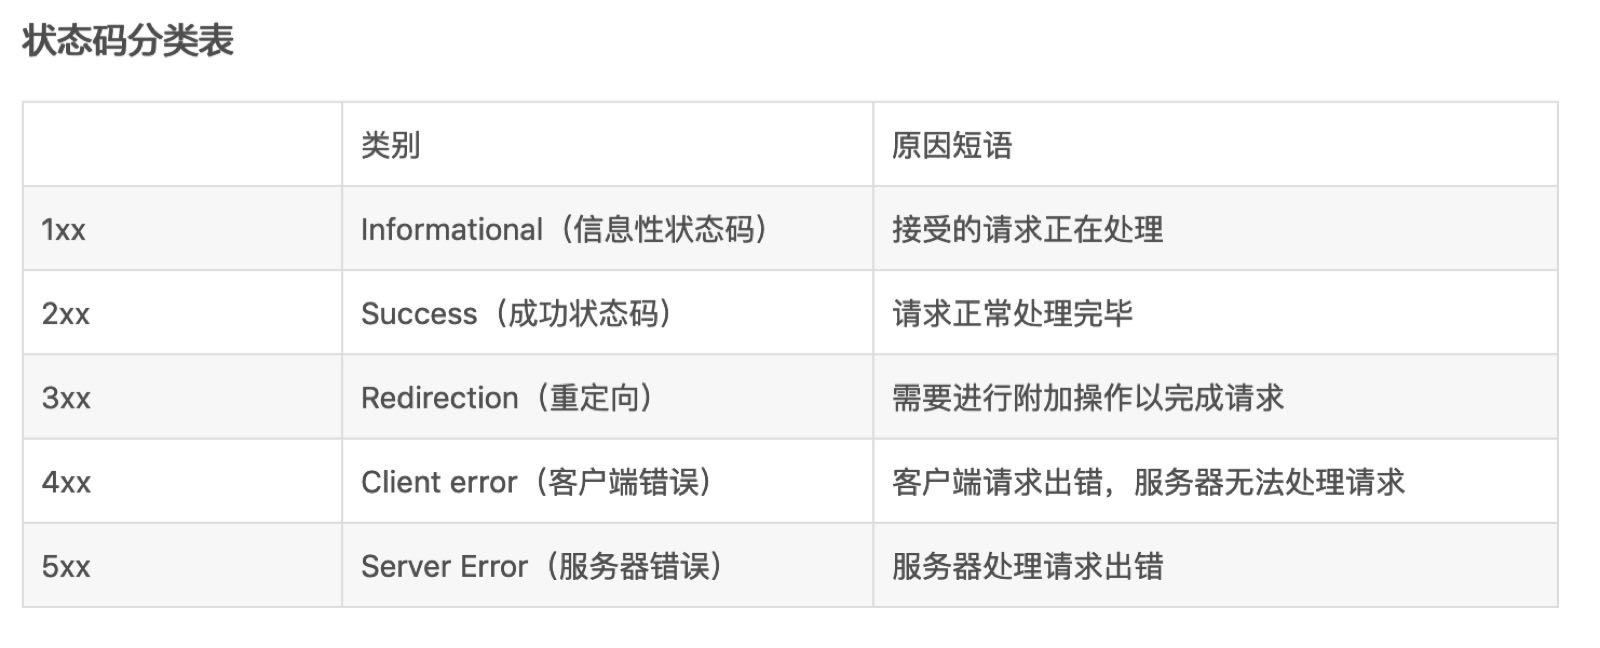 状态码分类表
类别 原因短语
1xx Informational（信息性状态码） 接受的请求正在处理
2xx Success（成功状态码） 请求正常处理完毕
3xx Redirection（重定向） 需要进行附加操作以完成请求
4xx Client error（客户端错误） 客户端请求出错，服务器无法处理请求
5xx Server Error（服务器错误） 服务器处理请求出错